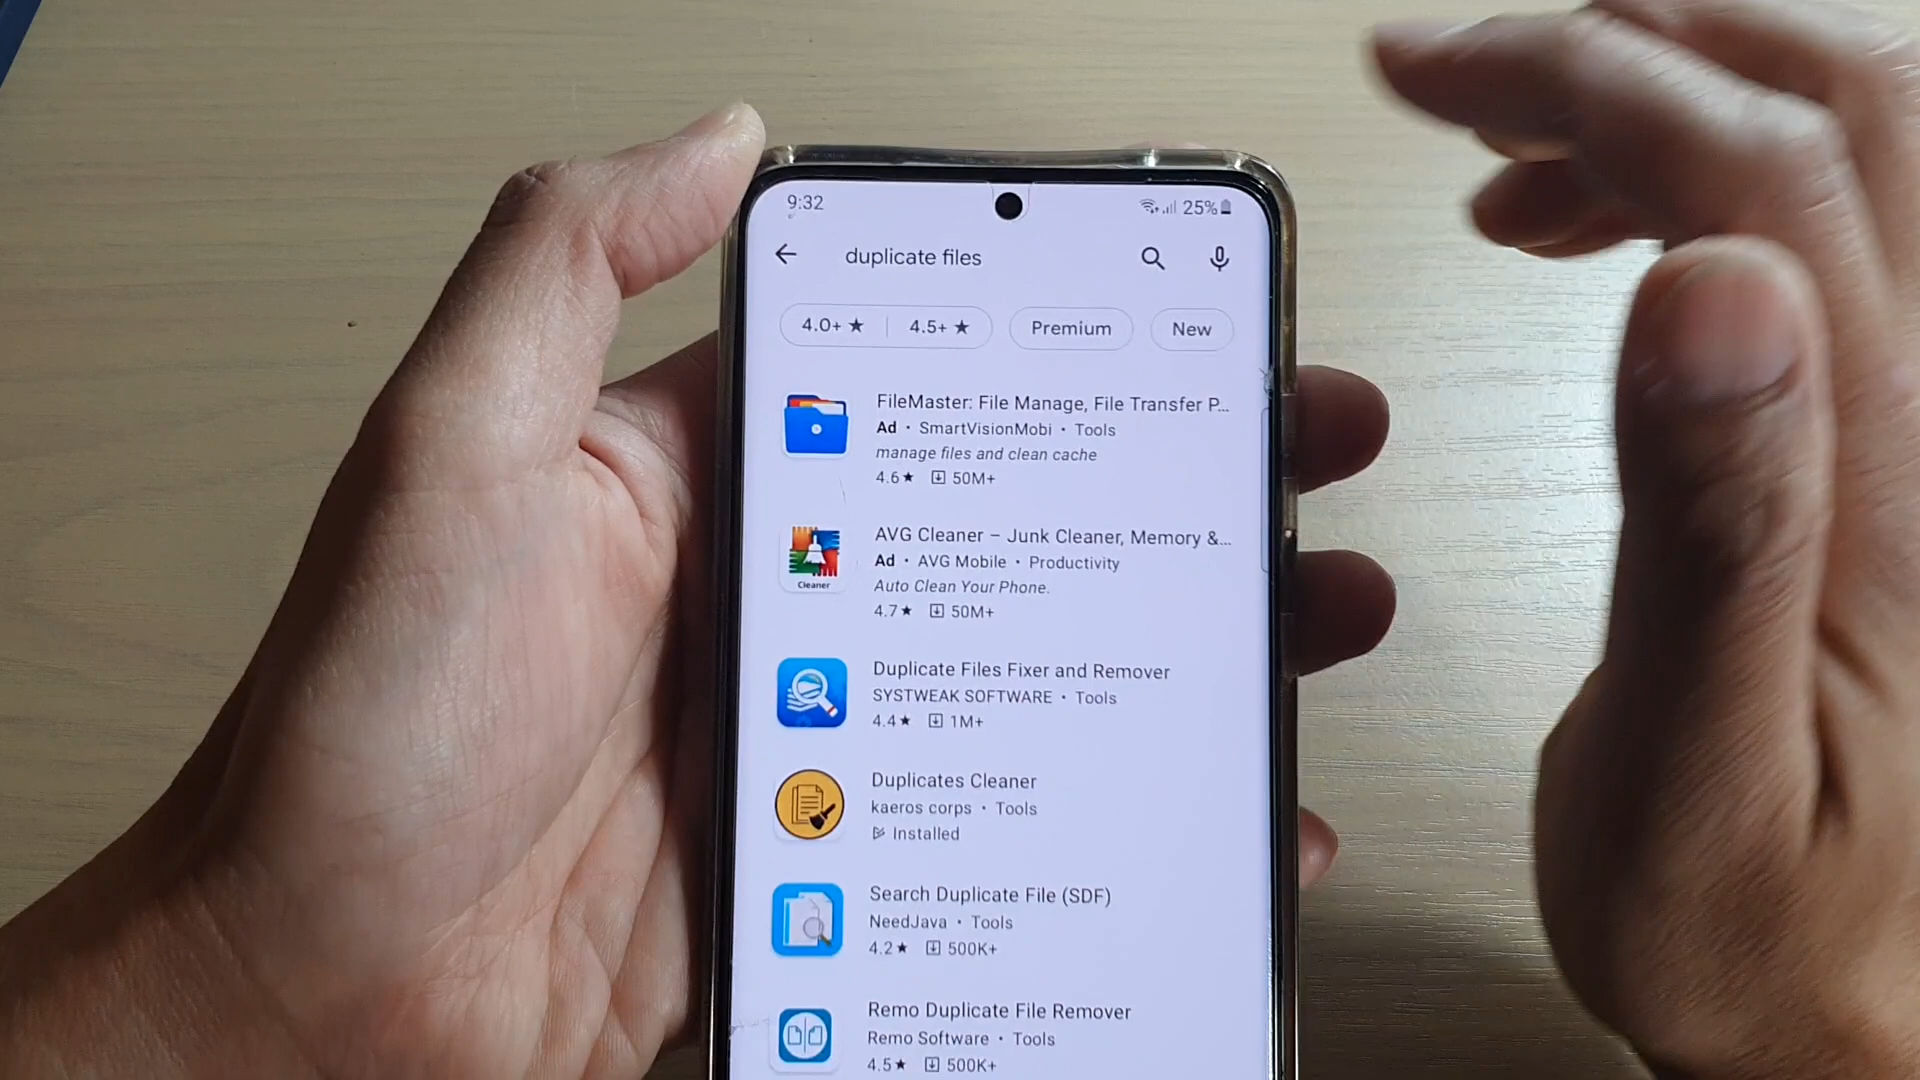 9:32
25%
duplicate files
4.0+ ★ 4.5+ ★ Premium New
FileMaster: File Manage, File Transfer P...
Ad • SmartVisionMobi • Tools
manage files and clean cache
4.6★ 50M+
AVG Cleaner – Junk Cleaner, Memory &...
Ad • AVG Mobile • Productivity
Auto Clean Your Phone.
4.7★ 50M+
Cleaner
Duplicate Files Fixer and Remover
SYSTWEAK SOFTWARE • Tools
4.4★ 1M+
Duplicates Cleaner
kaeros corps • Tools
Installed
Search Duplicate File (SDF)
NeedJava • Tools
4.2★ 500K+
Remo Duplicate File Remover
Remo Software • Tools
4.5★ 500K+